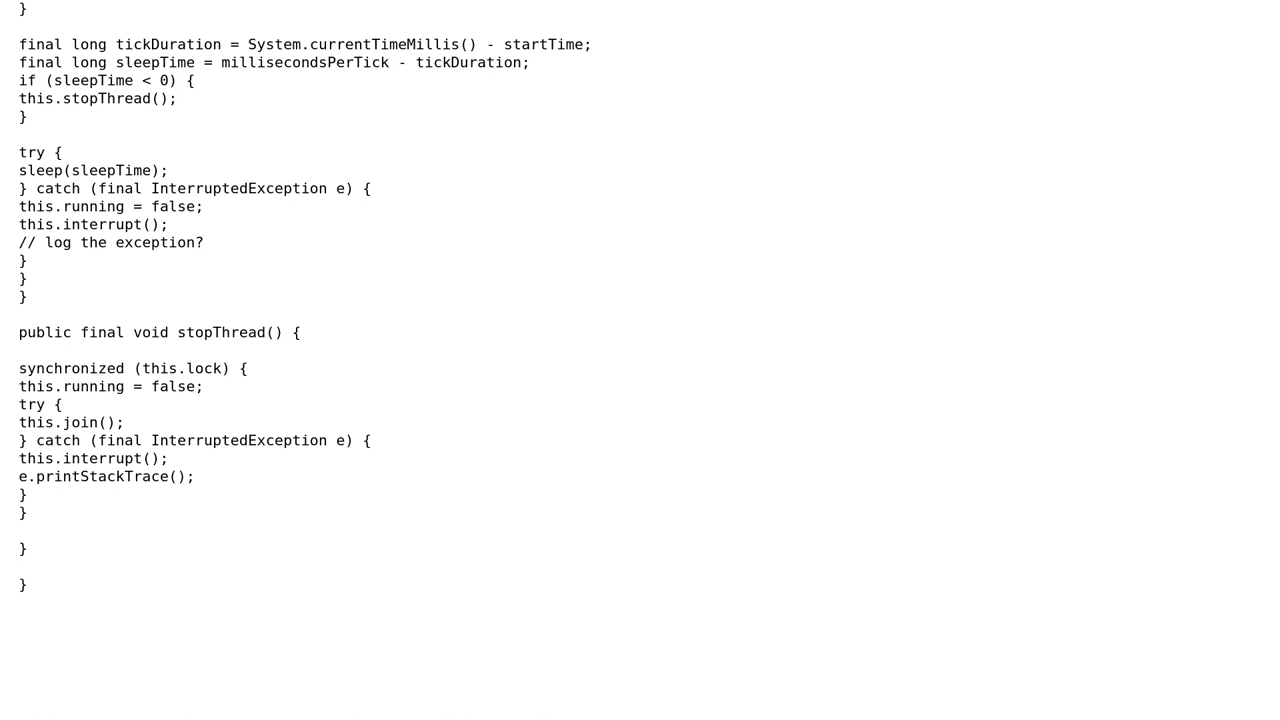 }
final long tickDuration = System.currentTimeMillis() - startTime;
final long sleepTime = millisecondsPerTick - tickDuration;
if (sleepTime < 0) {
this.stopThread();
}
try {
sleep(sleepTime);
} catch (final InterruptedException e) {
this.running = false;
this.interrupt();
// log the exception?
}
}
}
public final void stopThread() {
synchronized (this.lock) {
this.running = false;
try {
this.join();
} catch (final InterruptedException e) {
this.interrupt();
e.printStackTrace();
}
}
}
}